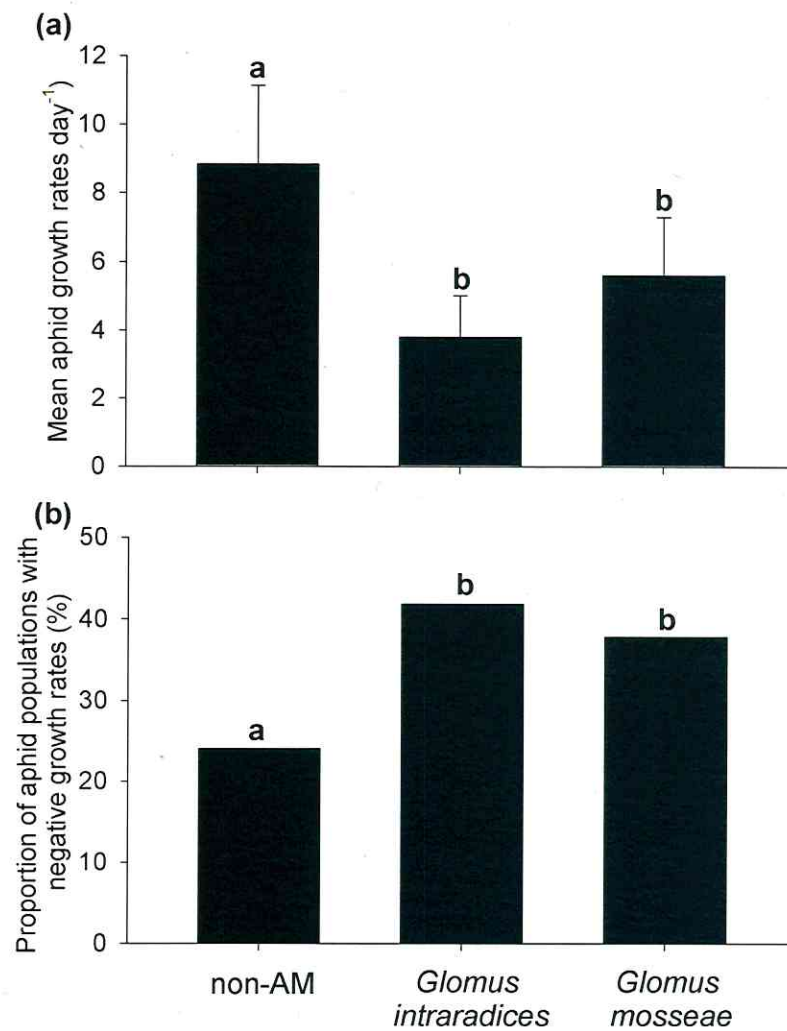 (a)
Mean aphid growth rates day⁻¹
12
10
8
6
4
2
0
a
b
b
(b)
Proportion of aphid populations with
negative growth rates (%)
50
40
30
20
10
0
a
b
b
non-AM
Glomus
intraradices
Glomus
mosseae